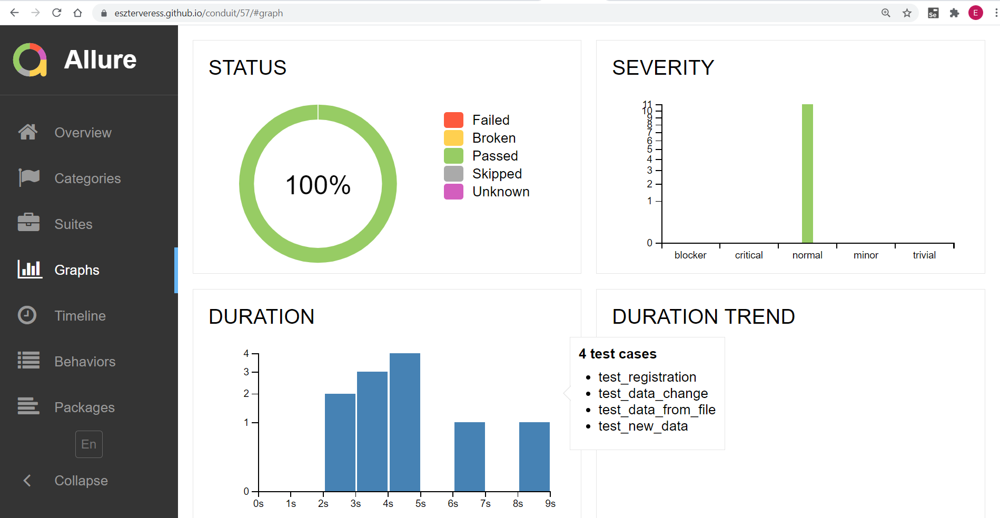 eszterveress.github.io/conduit/57/#graph
Se
E
Allure
Overview
Categories
Suites
Graphs
Timeline
Behaviors
Packages
En
Collapse
STATUS
100%
Failed
Broken
Passed
Skipped
Unknown
SEVERITY
11
10
9
8
7
6
5
4
3
2
1
0
blocker critical normal minor trivial
DURATION
4
3
2
1
0
0s 1s 2s 3s 4s 5s 6s 7s 8s 9s
DURATION TREND
4 test cases
• test_registration
• test_data_change
• test_data_from_file
• test_new_data